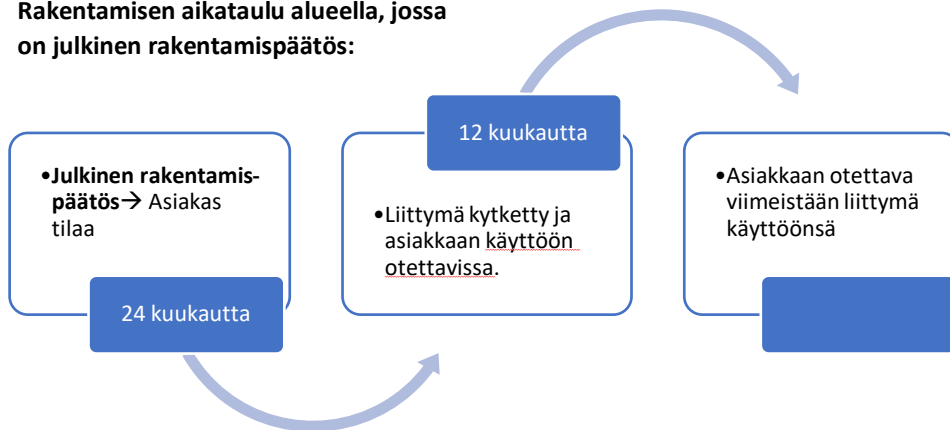 Rakentamisen aikataulu alueella, jossa
on julkinen rakentamispäätös:
•Julkinen rakentamis-
päätös→ Asiakas
tilaa
24 kuukautta
12 kuukautta
•Liittymä kytketty ja
asiakkaan käyttöön
otettavissa.
•Asiakkaan otettava
viimeistään liittymä
käyttöönsä